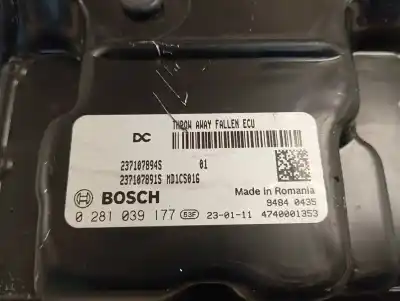 THROW AWAY FALLEN ECU
DC
237107894S 01
237107891S MD1CS016
BOSCH
Made in Romania
9484 0435
0 281 039 177 53F 23-01-11 4740001353